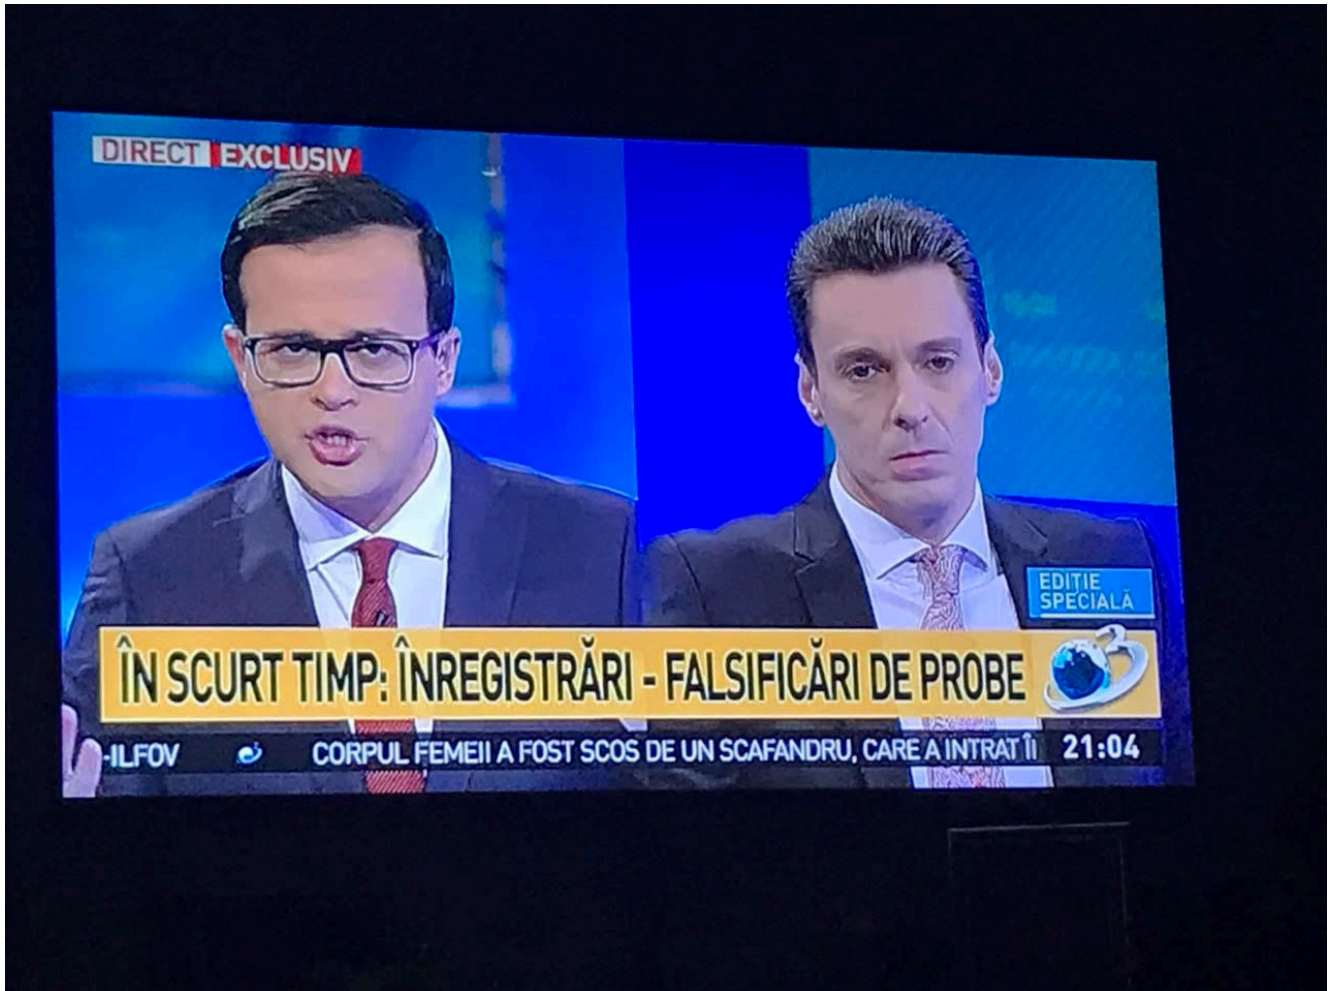 DIRECT EXCLUSIV
EDIȚIE
SPECIALĂ
ÎN SCURT TIMP: ÎNREGISTRĂRI - FALSIFICĂRI DE PROBE
-ILFOV CORPUL FEMEII A FOST SCOS DE UN SCAFANDRU, CARE A INTRAT ÎI 21:04